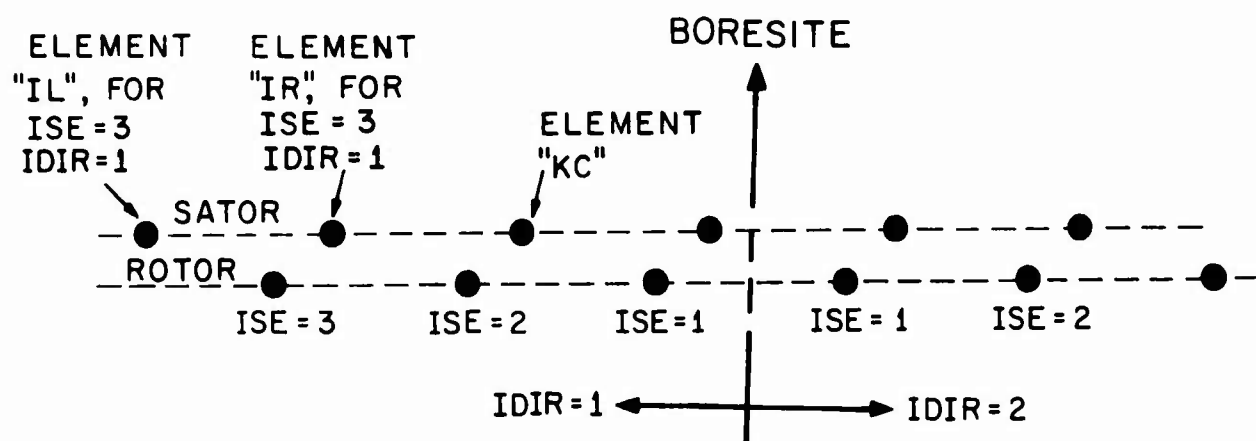 BORESITE
ELEMENT
"IL", FOR
ISE = 3
IDIR = 1
ELEMENT
"IR", FOR
ISE = 3
IDIR = 1
ELEMENT
"KC"
SATOR
ROTOR
ISE = 3
ISE = 2
ISE = 1
ISE = 1
ISE = 2
IDIR = 1
IDIR = 2